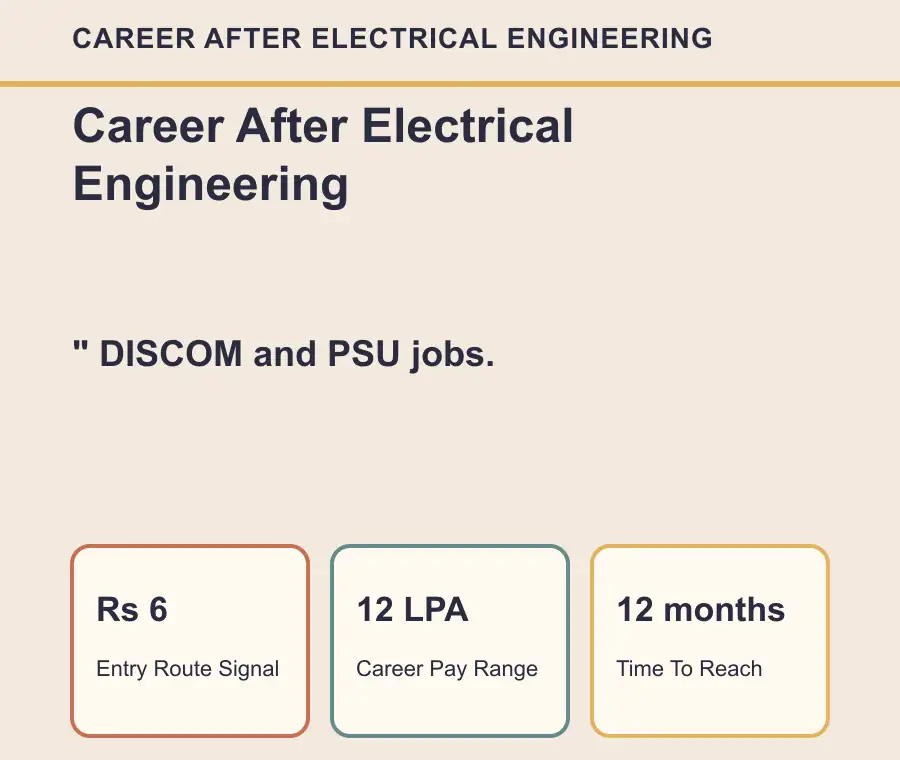 CAREER AFTER ELECTRICAL ENGINEERING
Career After Electrical
Engineering
" DISCOM and PSU jobs.
Rs 6
Entry Route Signal
12 LPA
Career Pay Range
12 months
Time To Reach